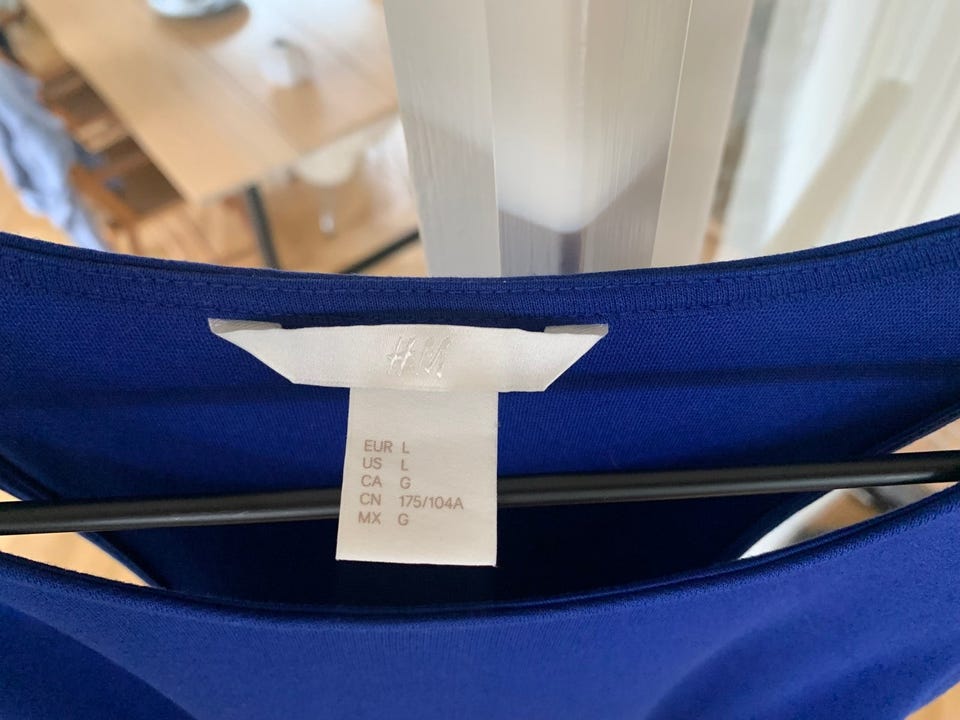 H&M
EUR L
US L
CA G
CN 175/104A
MX G